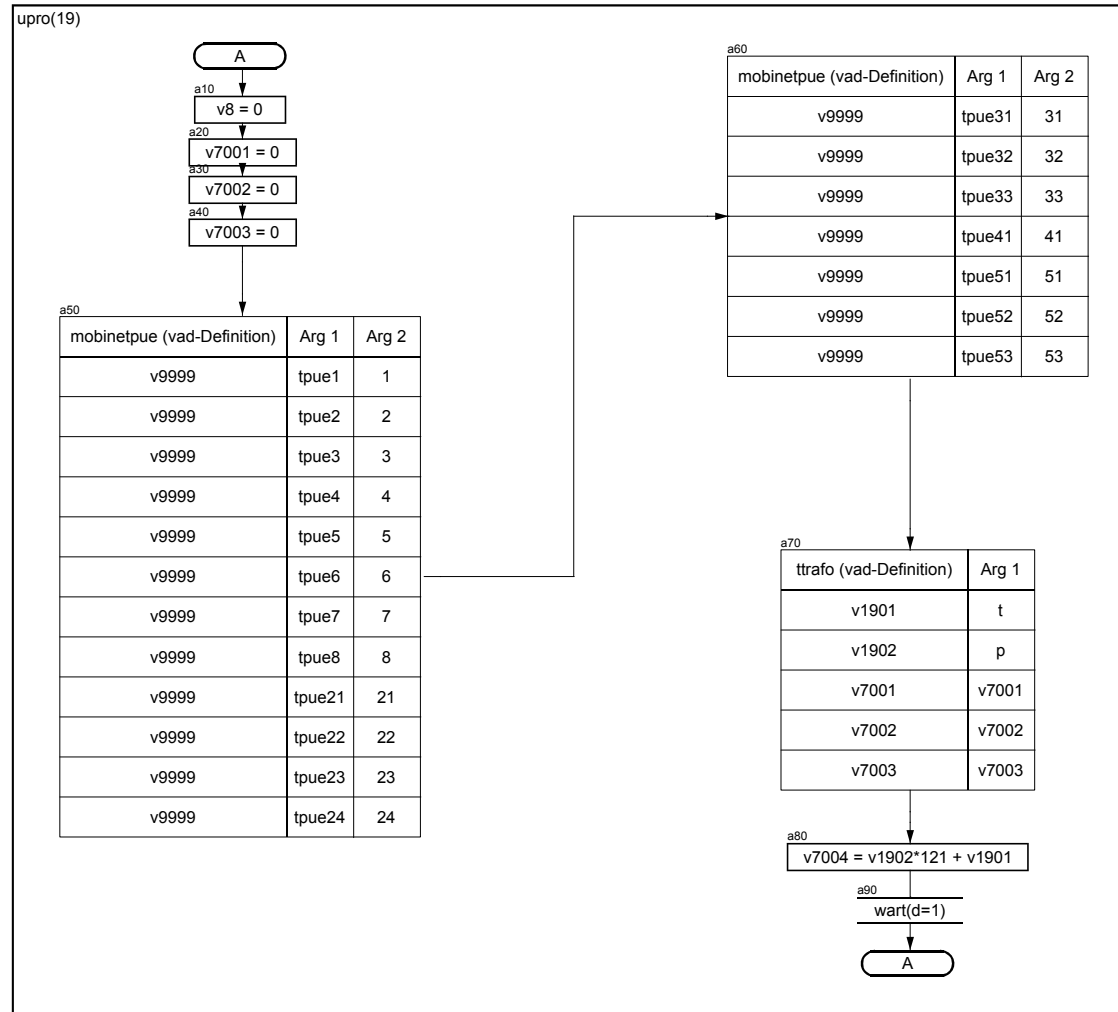 upro(19)
A
a10
v8 = 0
a20
v7001 = 0
a30
v7002 = 0
a40
v7003 = 0
a50
mobinetpue (vad-Definition) Arg 1 Arg 2
v9999 tpue1 1
v9999 tpue2 2
v9999 tpue3 3
v9999 tpue4 4
v9999 tpue5 5
v9999 tpue6 6
v9999 tpue7 7
v9999 tpue8 8
v9999 tpue21 21
v9999 tpue22 22
v9999 tpue23 23
v9999 tpue24 24
a60
mobinetpue (vad-Definition) Arg 1 Arg 2
v9999 tpue31 31
v9999 tpue32 32
v9999 tpue33 33
v9999 tpue41 41
v9999 tpue51 51
v9999 tpue52 52
v9999 tpue53 53
a70
ttrafo (vad-Definition) Arg 1
v1901 t
v1902 p
v7001 v7001
v7002 v7002
v7003 v7003
a80
v7004 = v1902*121 + v1901
a90
wart(d=1)
A